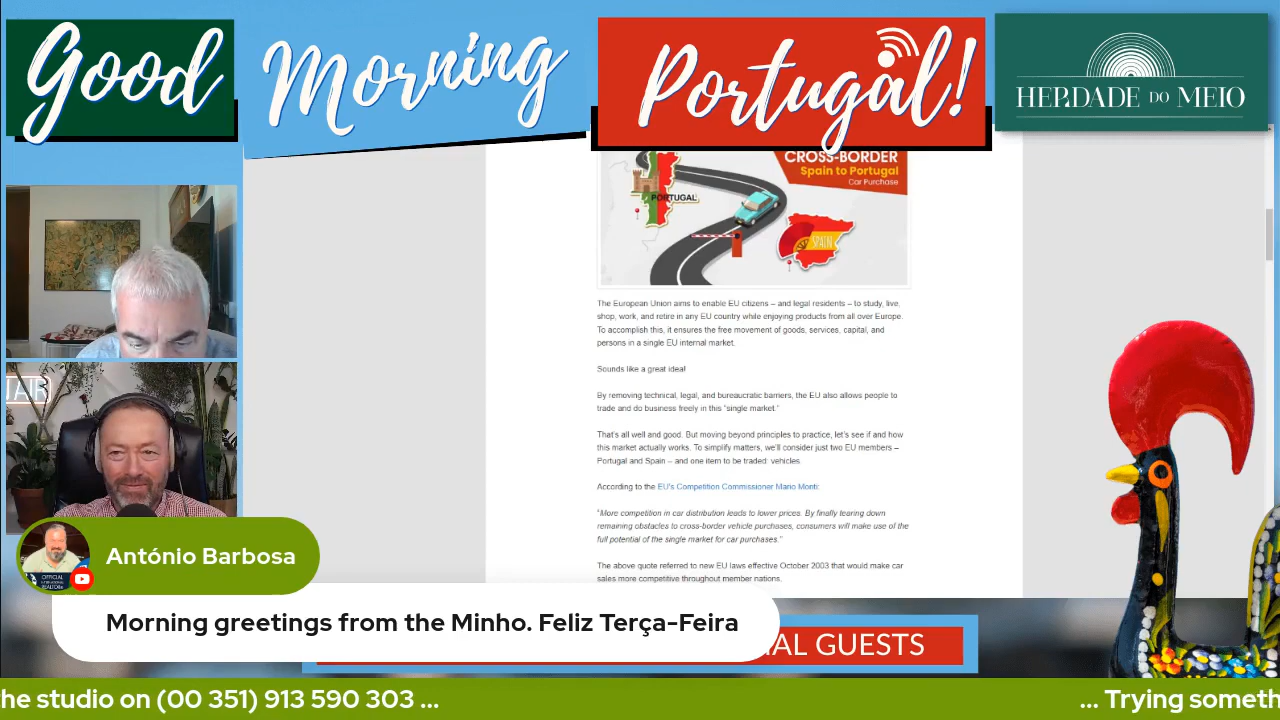 Good
Morning
Portugal!
HERDADE DO MEIO
CROSS-BORDER
Spain to Portugal
Car Purchase
PORTUGAL
SPAIN
The European Union aims to enable EU citizens – and legal residents – to study, live,
shop, work, and retire in any EU country while enjoying products from all over Europe.
To accomplish this, it ensures the free movement of goods, services, capital, and
persons in a single EU internal market.
Sounds like a great idea!
By removing technical, legal, and bureaucratic barriers, the EU also allows people to
trade and do business freely in this "single market."
That's all well and good. But moving beyond principles to practice, let's see if and how
this market actually works. To simplify matters, we'll consider just two EU members –
Portugal and Spain – and one item to be traded: vehicles.
According to the EU's Competition Commissioner Mario Monti:
"More competition in car distribution leads to lower prices. By finally tearing down
remaining obstacles to cross-border vehicle purchases, consumers will make use of the
full potential of the single market for car purchases."
The above quote referred to new EU laws effective October 2003 that would make car
sales more competitive throughout member nations.
António Barbosa
Morning greetings from the Minho. Feliz Terça-Feira
IAL GUESTS
he studio on (00 351) 913 590 303 ...
... Trying someth